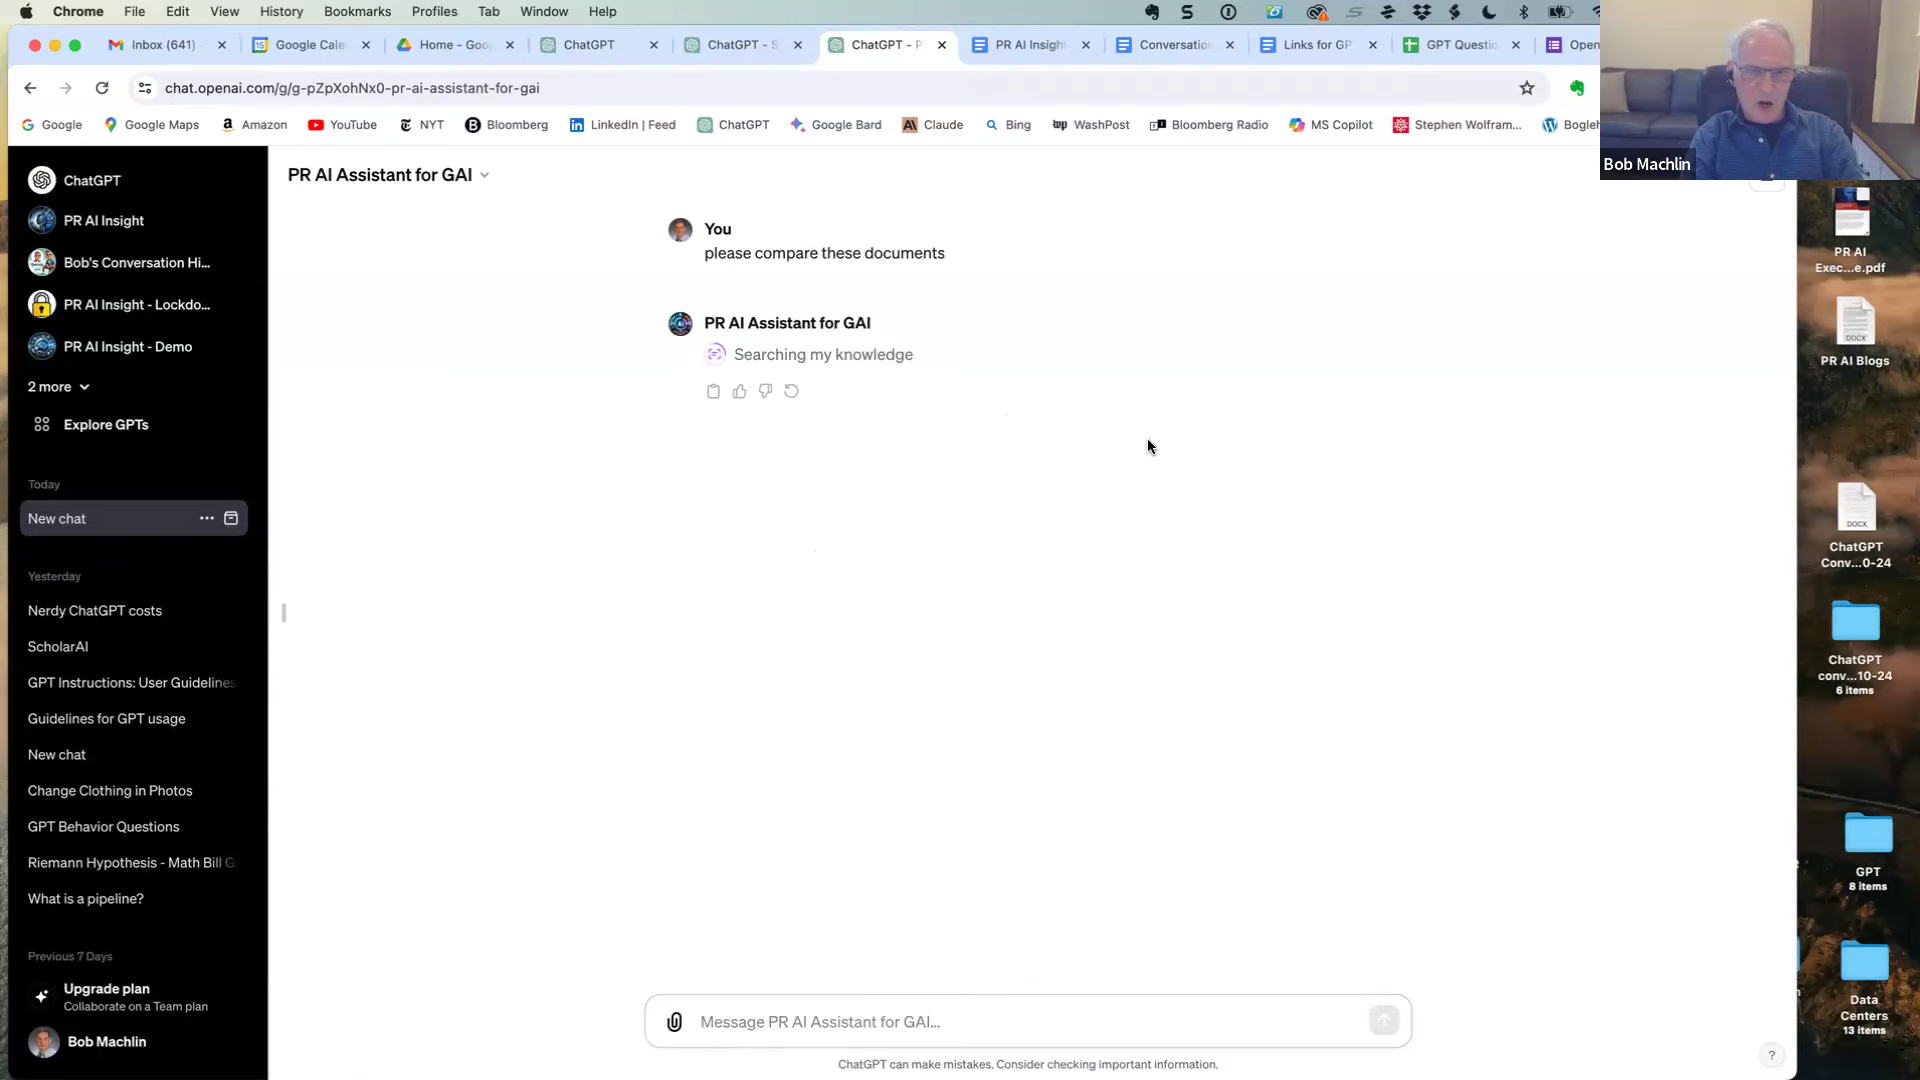 Chrome File Edit View History Bookmarks Profiles Tab Window Help
Inbox (641) Google Cale Home - Goo ChatGPT ChatGPT - S ChatGPT - P PR AI Insight Conversation Links for GP GPT Questio Open
chat.openai.com/g/g-pZpXohNx0-pr-ai-assistant-for-gai
Google Google Maps Amazon YouTube NYT Bloomberg LinkedIn | Feed ChatGPT Google Bard Claude Bing WashPost Bloomberg Radio MS Copilot Stephen Wolfram... Bogleh
Bob Machlin
ChatGPT
PR AI Insight
Bob's Conversation Hi...
PR AI Insight - Lockdo...
PR AI Insight - Demo
2 more
Explore GPTs
Today
New chat
Yesterday
Nerdy ChatGPT costs
ScholarAI
GPT Instructions: User Guidelines
Guidelines for GPT usage
New chat
Change Clothing in Photos
GPT Behavior Questions
Riemann Hypothesis - Math Bill G
What is a pipeline?
Previous 7 Days
Upgrade plan
Collaborate on a Team plan
Bob Machlin
PR AI Assistant for GAI
You
please compare these documents
PR AI Assistant for GAI
Searching my knowledge
Message PR AI Assistant for GAI...
ChatGPT can make mistakes. Consider checking important information.
?
PR AI
Exec...e.pdf
DOCX
PR AI Blogs
DOCX
ChatGPT
Conv...0-24
ChatGPT
conv...10-24
6 items
GPT
8 items
Data
Centers
13 items